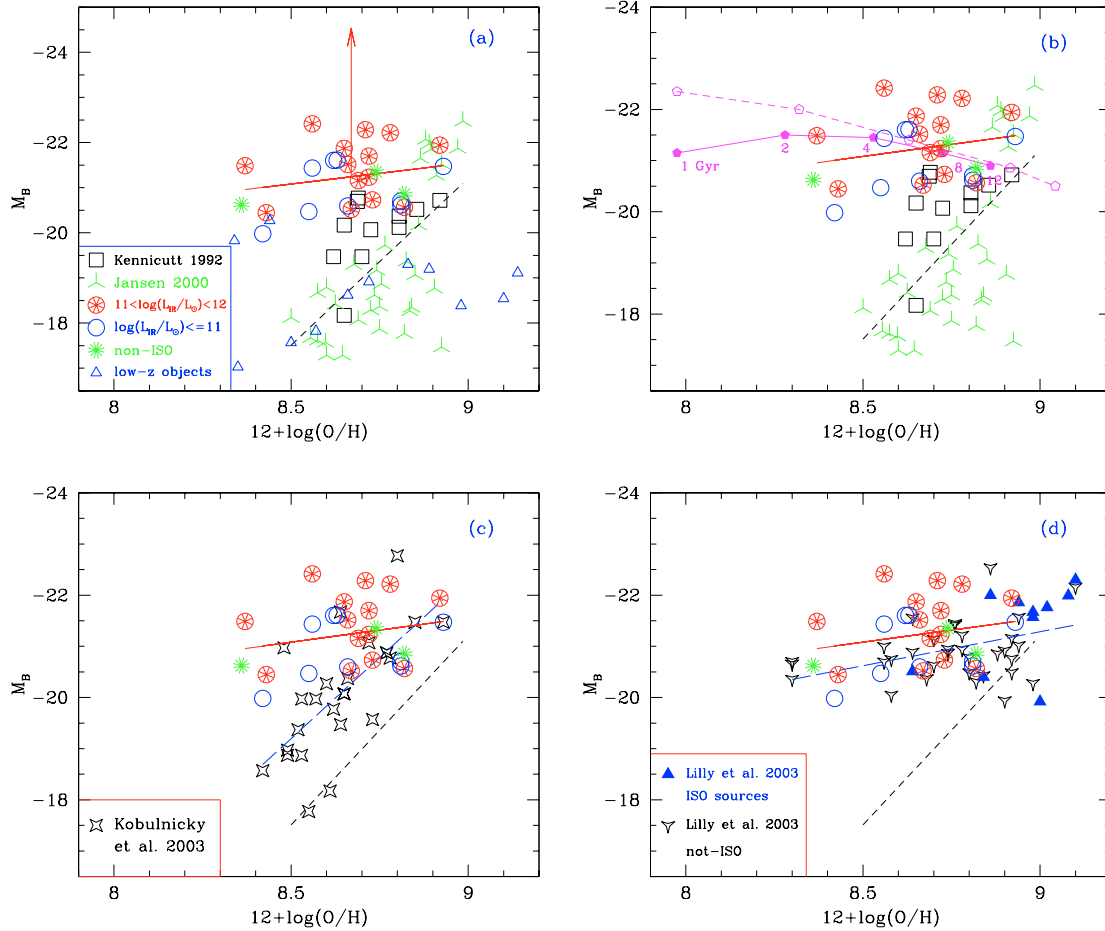 (a)
-24
-22
-20
-18
M_B
Kennicutt 1992
Jansen 2000
11<log(L_IR/L_⊙)<12
log(L_IR/L_⊙)<=11
non-ISO
low-z objects
8
8.5
9
12+log(O/H)
(b)
-24
-22
-20
-18
M_B
1 Gyr
2
4
8
12
8
8.5
9
12+log(O/H)
(c)
-24
-22
-20
-18
M_B
Kobulnicky
et al. 2003
8
8.5
9
12+log(O/H)
(d)
-24
-22
-20
-18
M_B
Lilly et al. 2003
ISO sources
Lilly et al. 2003
not-ISO
8
8.5
9
12+log(O/H)